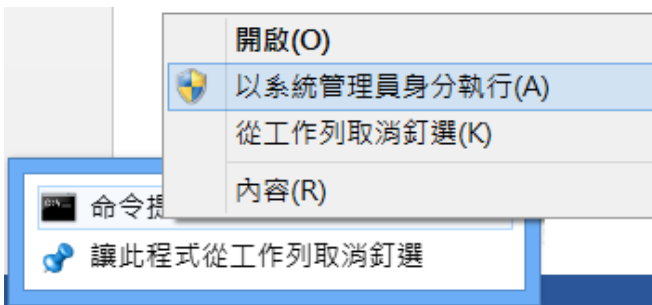 開啟(O)
以系統管理員身分執行(A)
從工作列取消釘選(K)
內容(R)
命令提
讓此程式從工作列取消釘選